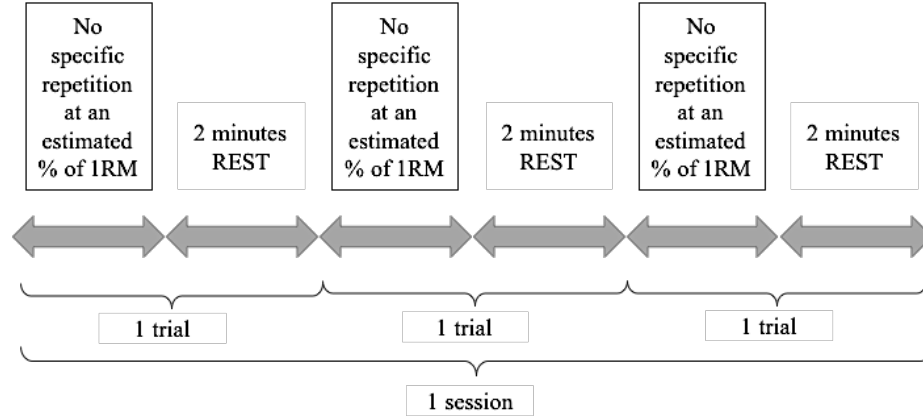 No
specific
repetition
at an
estimated
% of 1RM
2 minutes
REST
No
specific
repetition
at an
estimated
% of 1RM
2 minutes
REST
No
specific
repetition
at an
estimated
% of 1RM
2 minutes
REST
1 trial
1 trial
1 trial
1 session